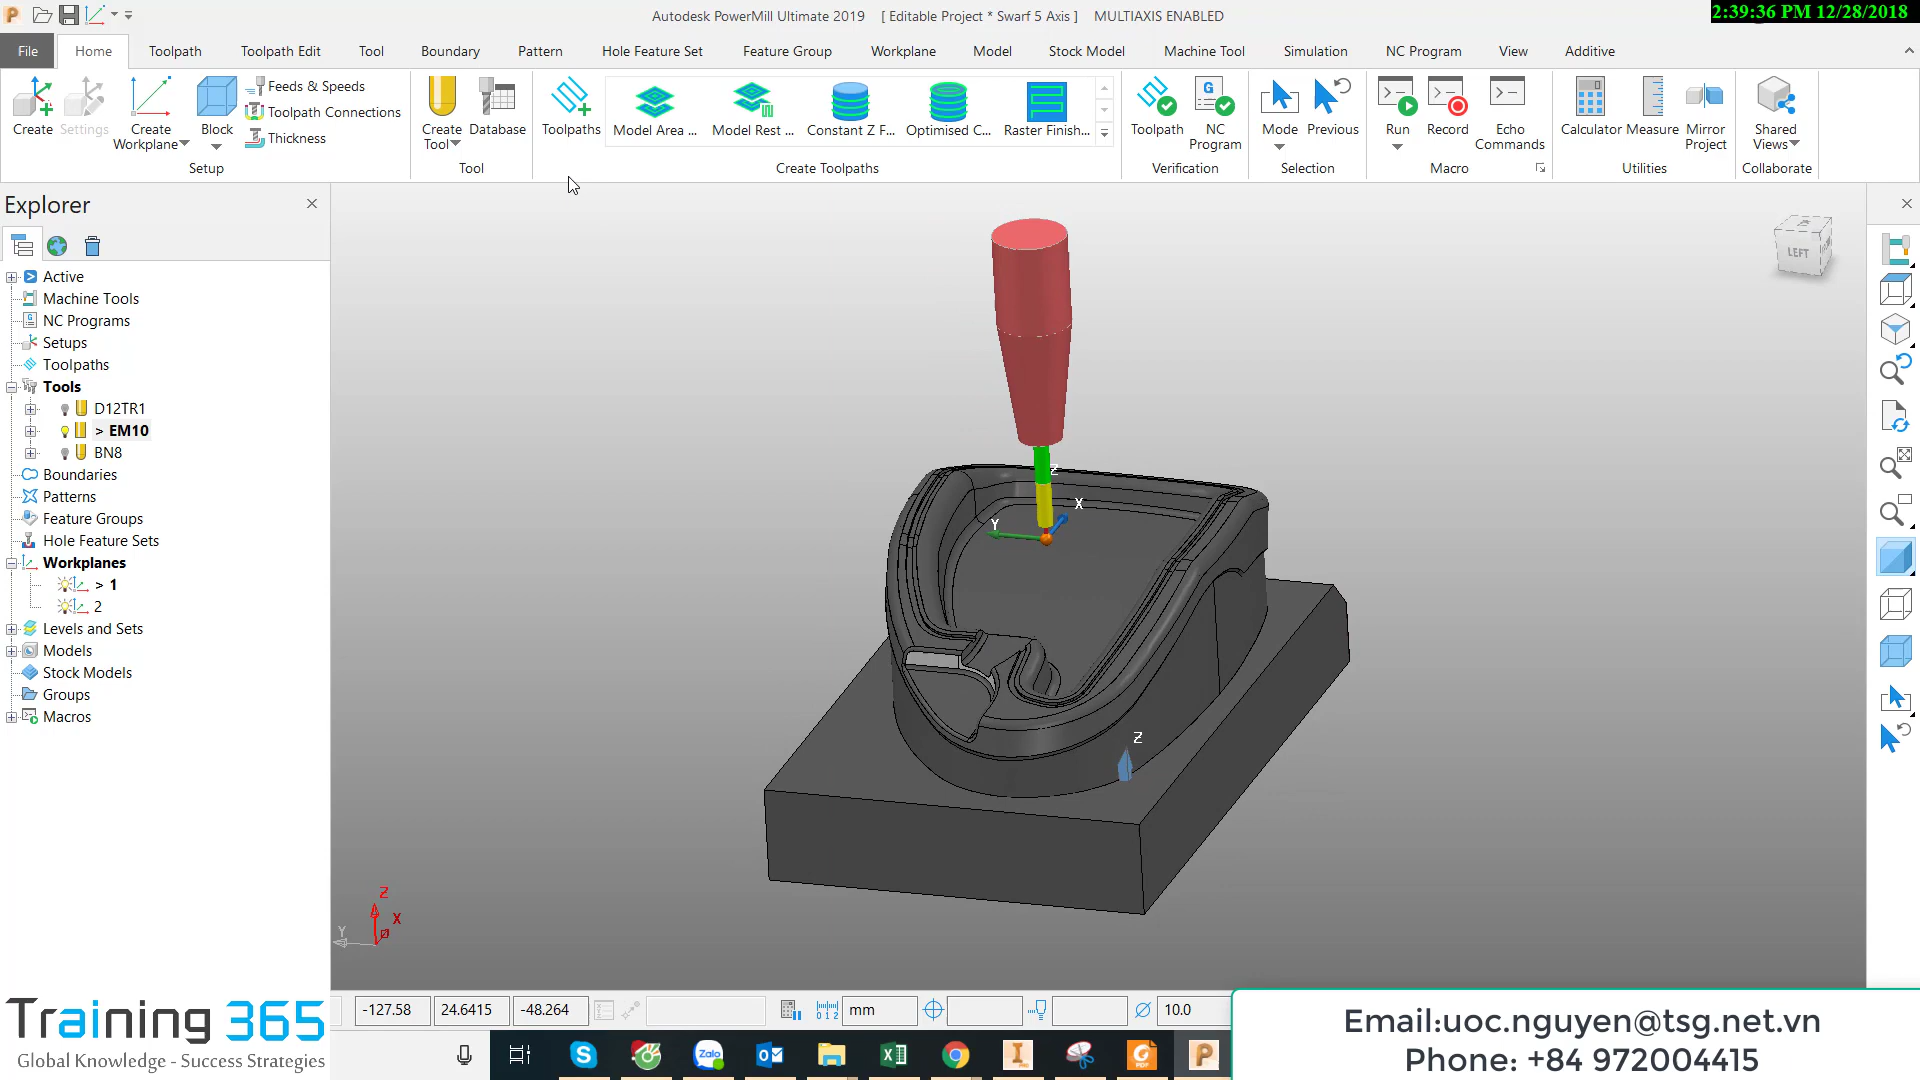 Autodesk PowerMill Ultimate 2019 [ Editable Project * Swarf 5 Axis ] MULTIAXIS ENABLED
2:39:36 PM 12/28/2018
File Home Toolpath Toolpath Edit Tool Boundary Pattern Hole Feature Set Feature Group Workplane Model Stock Model Machine Tool Simulation NC Program View Additive
Create
Settings
Create
Workplane
Block
Feeds & Speeds
Toolpath Connections
Thickness
Setup
Create
Tool
Database
Tool
Toolpaths
Model Area ...
Model Rest ...
Constant Z F...
Optimised C...
Raster Finish...
Create Toolpaths
Toolpath
NC
Program
Verification
Mode
Previous
Selection
Run
Record
Echo
Commands
Macro
Calculator
Measure
Mirror
Project
Utilities
Shared
Views
Collaborate
Explorer
Active
Machine Tools
NC Programs
Setups
Toolpaths
Tools
D12TR1
> EM10
BN8
Boundaries
Patterns
Feature Groups
Hole Feature Sets
Workplanes
> 1
2
Levels and Sets
Models
Stock Models
Groups
Macros
LEFT
Z
X
Y
Z
Z
X
Y
-127.58 24.6415 -48.264 mm 10.0
Training 365
Global Knowledge - Success Strategies
Zalo
Email:uoc.nguyen@tsg.net.vn
Phone: +84 972004415